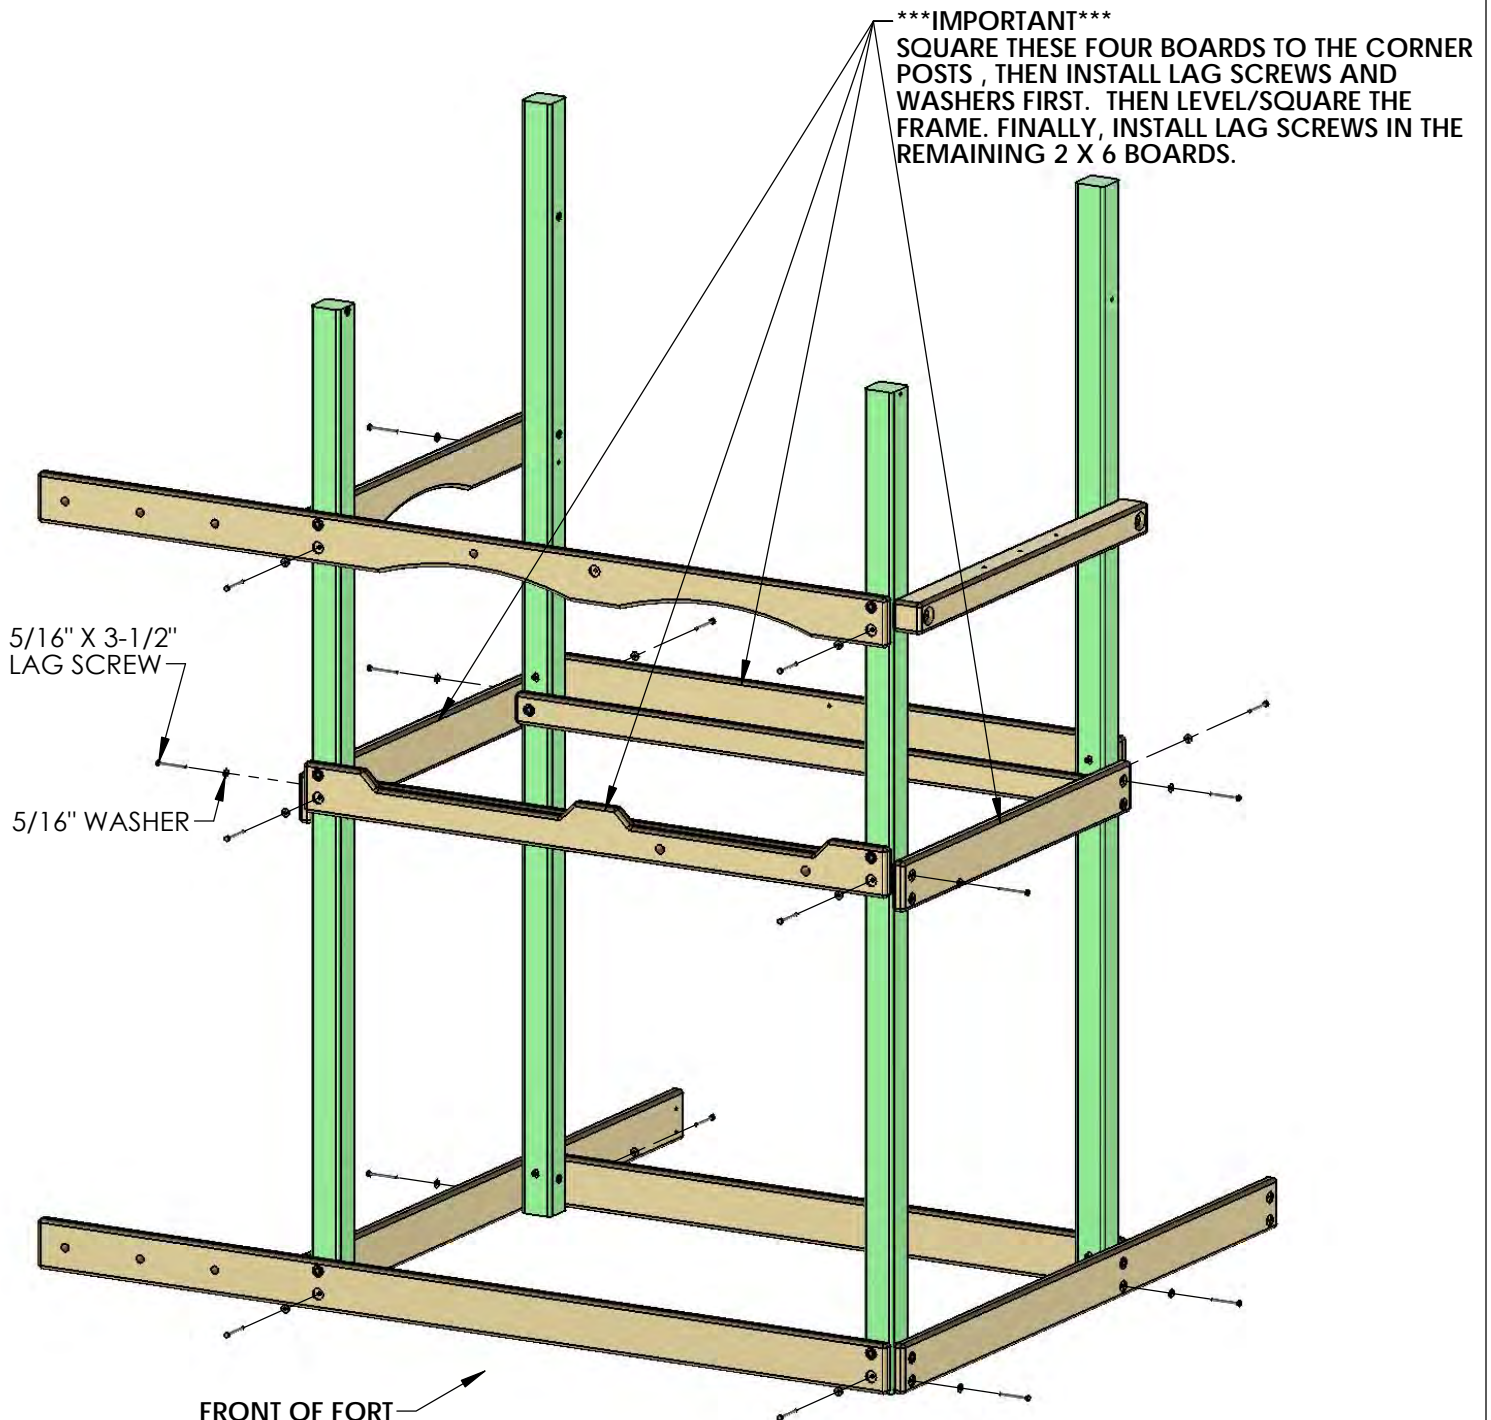 ***IMPORTANT***
SQUARE THESE FOUR BOARDS TO THE CORNER
POSTS , THEN INSTALL LAG SCREWS AND
WASHERS FIRST. THEN LEVEL/SQUARE THE
FRAME. FINALLY, INSTALL LAG SCREWS IN THE
REMAINING 2 X 6 BOARDS.
5/16" X 3-1/2"
LAG SCREW
5/16" WASHER
FRONT OF FORT